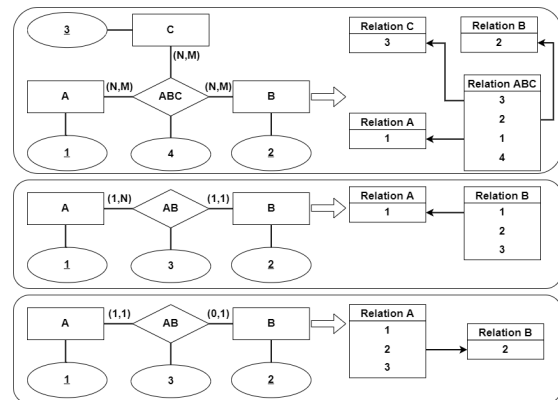 3
C
Relation C
3
Relation B
2
(N,M)
A
(N,M)
ABC
(N,M)
B
Relation ABC
3
2
1
4
Relation A
1
1
4
2
A
(1,N)
AB
(1,1)
B
Relation A
1
Relation B
1
2
3
1
3
2
A
(1,1)
AB
(0,1)
B
Relation A
1
2
3
Relation B
2
1
3
2